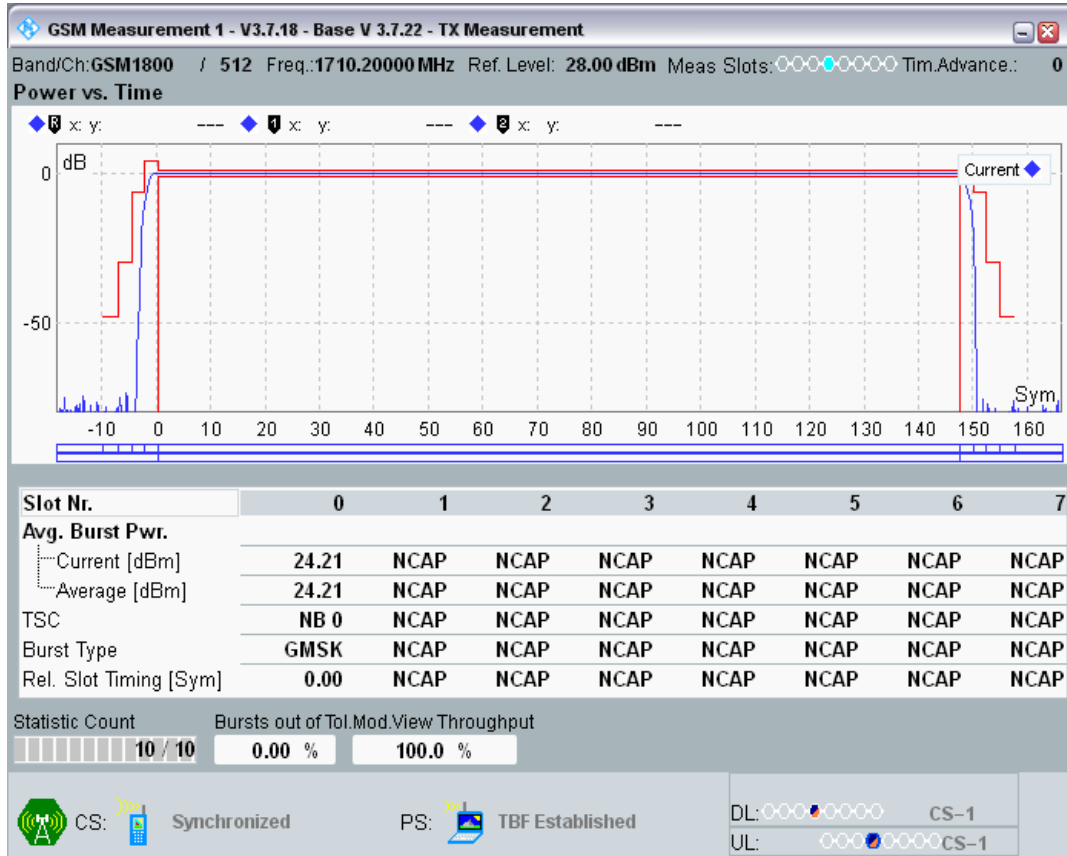 GSM Measurement 1 - V3.7.18 - Base V 3.7.22 - TX Measurement
Band/Ch:GSM1800 / 512 Freq.:1710.20000 MHz Ref. Level: 28.00 dBm Meas Slots: Tim.Advance.: 0
Power vs. Time
R x: y: --- 1 x: y: --- 2 x: y: ---
dB
Current
0
-50
Sym
-10 0 10 20 30 40 50 60 70 80 90 100 110 120 130 140 150 160
Slot Nr. 0 1 2 3 4 5 6 7
Avg. Burst Pwr.
Current [dBm] 24.21 NCAP NCAP NCAP NCAP NCAP NCAP NCAP
Average [dBm] 24.21 NCAP NCAP NCAP NCAP NCAP NCAP NCAP
TSC NB 0 NCAP NCAP NCAP NCAP NCAP NCAP NCAP
Burst Type GMSK NCAP NCAP NCAP NCAP NCAP NCAP NCAP
Rel. Slot Timing [Sym] 0.00 NCAP NCAP NCAP NCAP NCAP NCAP NCAP
Statistic Count Bursts out of Tol.Mod.View Throughput
10 / 10 0.00 % 100.0 %
CS: Synchronized PS: TBF Established DL: CS-1
UL: CS-1